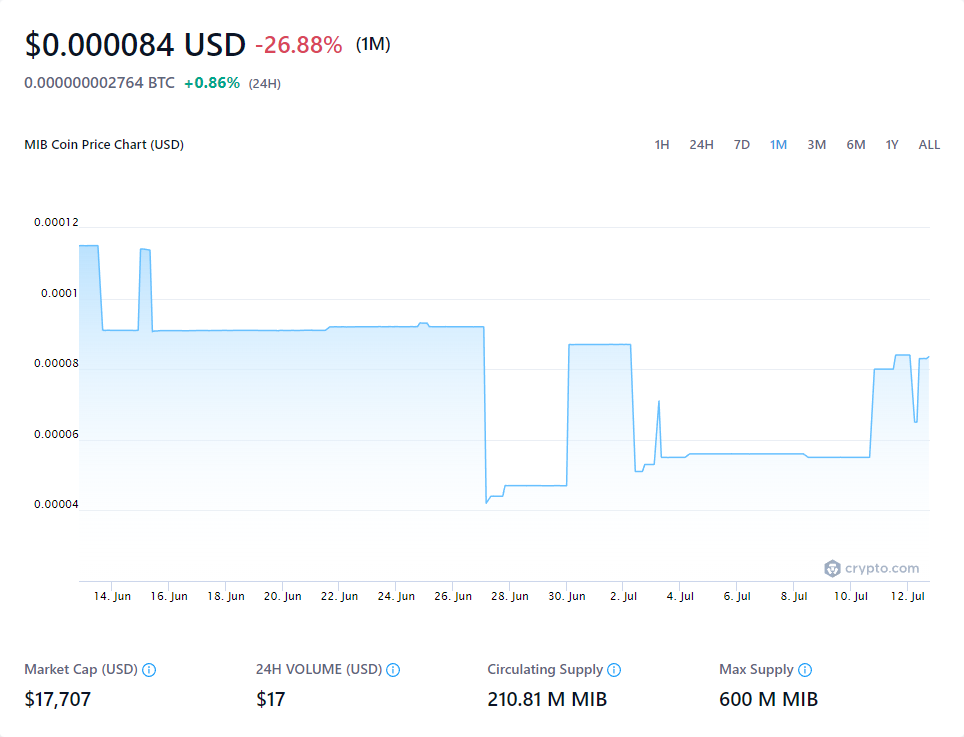 $0.000084 USD -26.88% (1M)
0.000000002764 BTC +0.86% (24H)
MIB Coin Price Chart (USD)
1H 24H 7D 1M 3M 6M 1Y ALL
0.00012
0.0001
0.00008
0.00006
0.00004
crypto.com
14. Jun 16. Jun 18. Jun 20. Jun 22. Jun 24. Jun 26. Jun 28. Jun 30. Jun 2. Jul 4. Jul 6. Jul 8. Jul 10. Jul 12. Jul
Market Cap (USD) 24H VOLUME (USD) Circulating Supply Max Supply
$17,707 $17 210.81 M MIB 600 M MIB